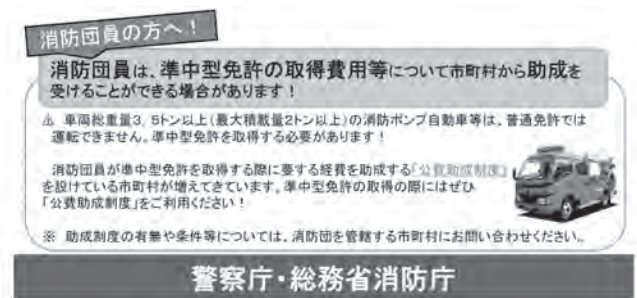 消防団員の方へ！
消防団員は、準中型免許の取得費用等について市町村から助成を
受けることができる場合があります！
⚠ 車両総重量3．5トン以上（最大積載量2トン以上）の消防ポンプ自動車等は、普通免許では
運転できません。準中型免許を取得する必要があります！
消防団員が準中型免許を取得する際に要する経費を助成する「公費助成制度」
を設けている市町村が増えてきています。準中型免許の取得の際にはぜひ
「公費助成制度」をご利用ください！
※ 助成制度の有無や条件等については、消防団を管轄する市町村にお問い合わせください。
警察庁・総務省消防庁